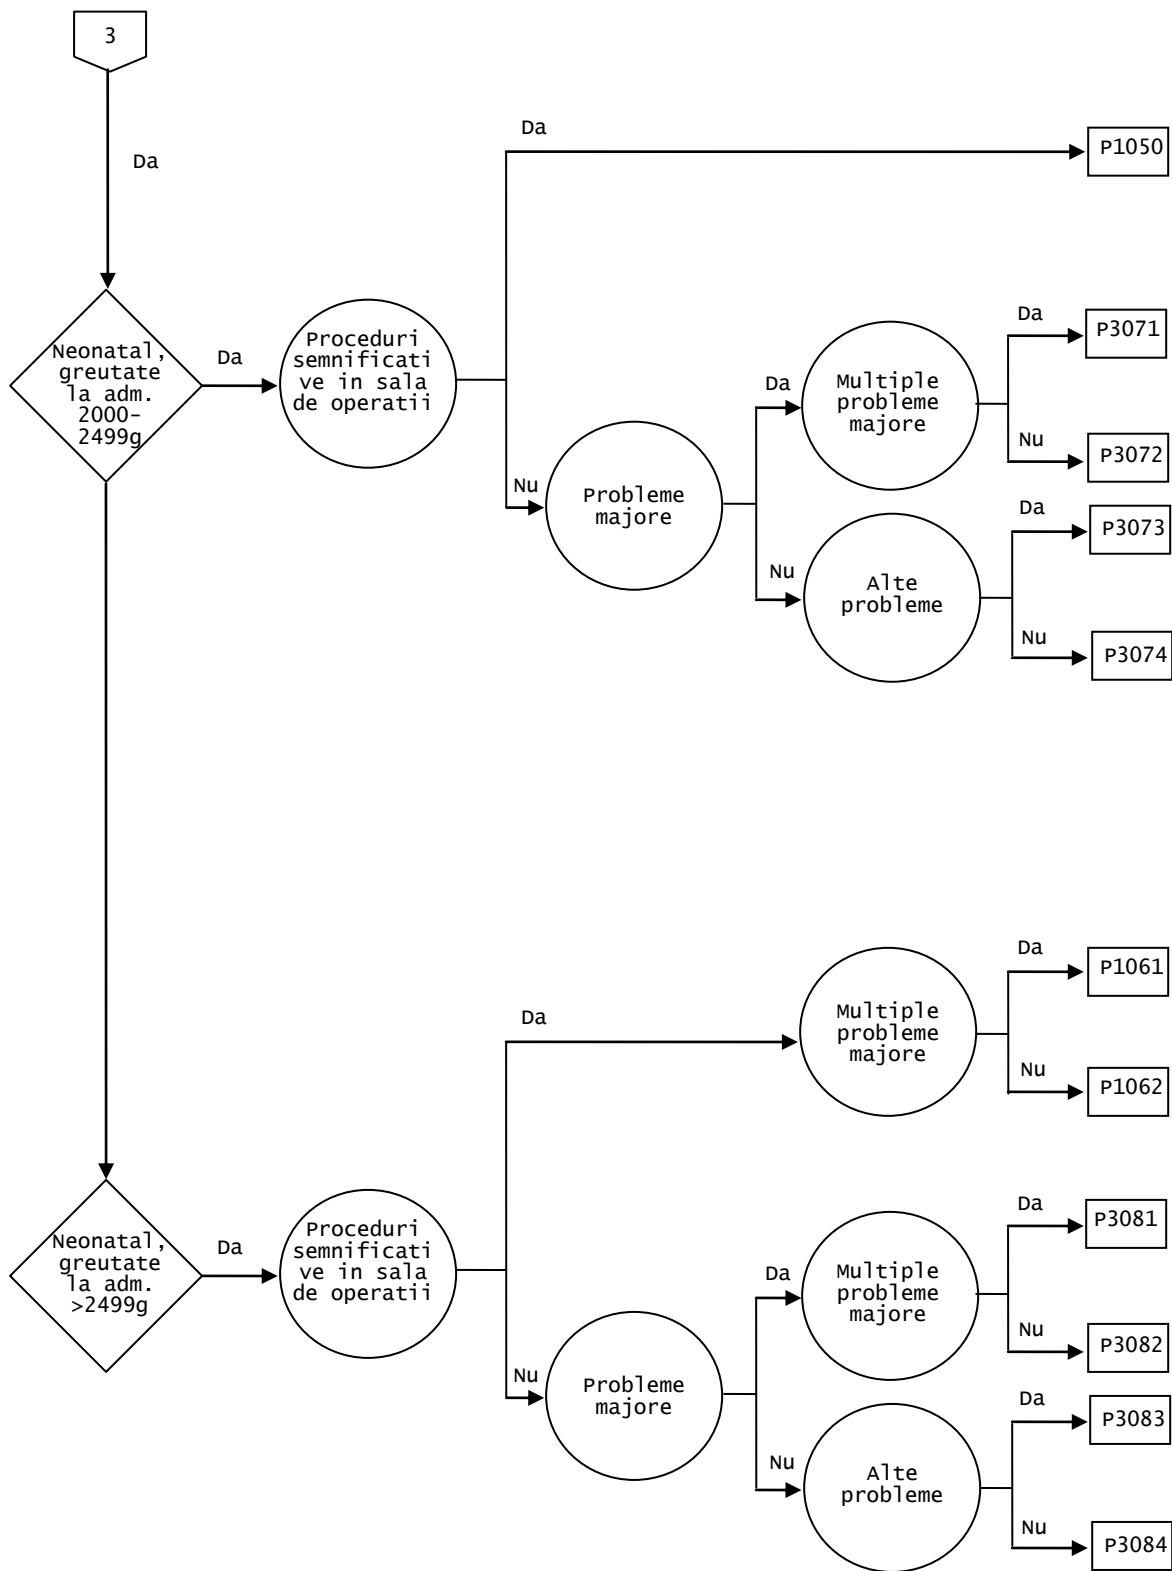 3
Da
Da
P1050
Neonatal,
greutate
la adm.
2000-
2499g
Da
Proceduri
semnificati
ve in sala
de operatii
Nu
Probleme
majore
Da
Multiple
probleme
majore
Da
P3071
Nu
P3072
Nu
Alte
probleme
Da
P3073
Nu
P3074
Neonatal,
greutate
la adm.
>2499g
Da
Proceduri
semnificati
ve in sala
de operatii
Da
Multiple
probleme
majore
Da
P1061
Nu
P1062
Nu
Probleme
majore
Da
Multiple
probleme
majore
Da
P3081
Nu
P3082
Nu
Alte
probleme
Da
P3083
Nu
P3084